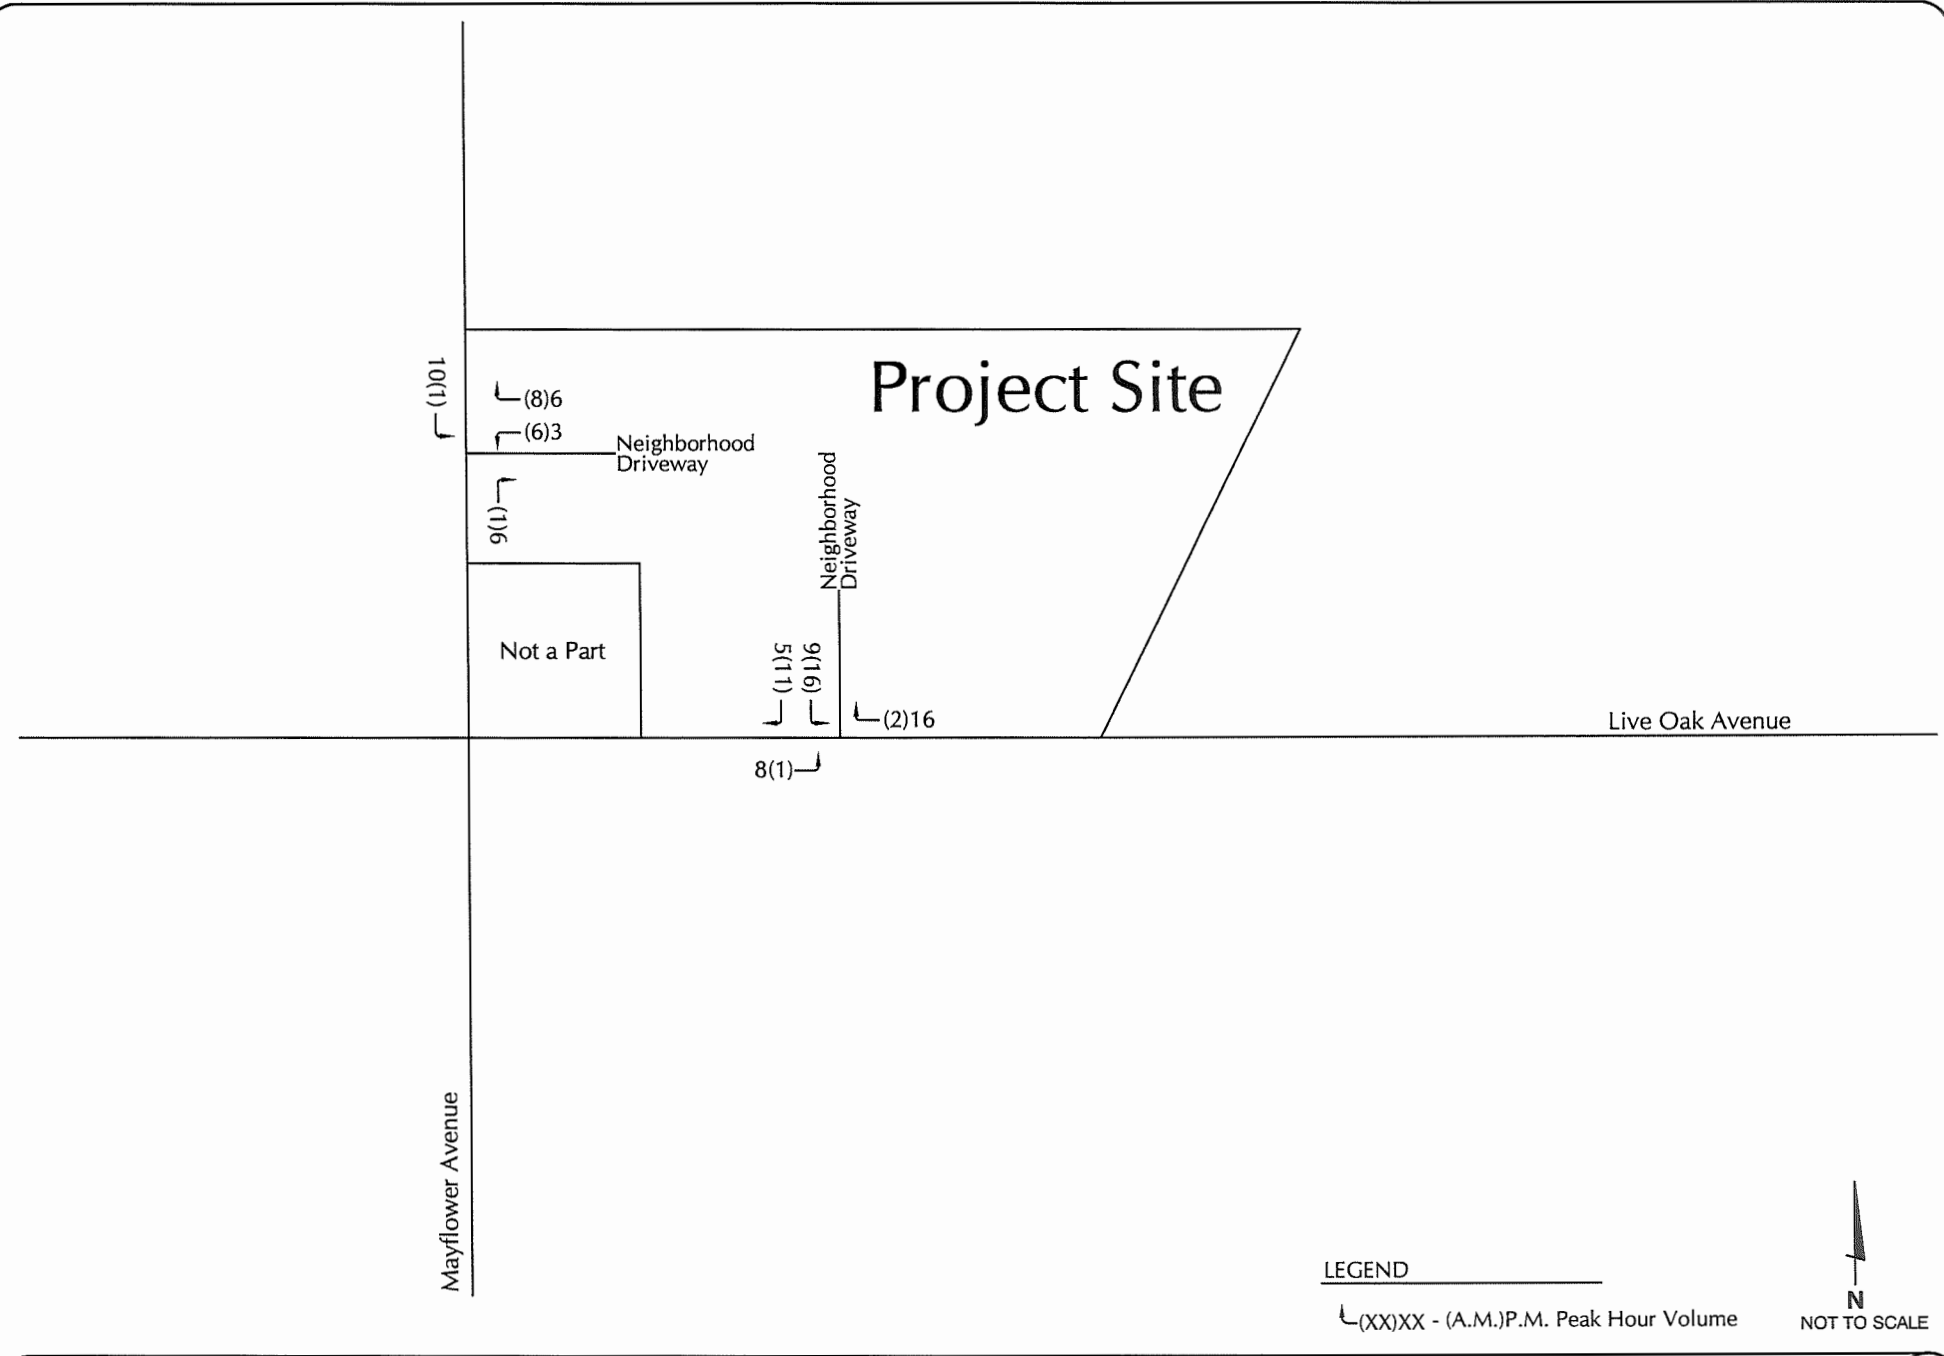 Project Site
10(1)
(8)6
(6)3
Neighborhood
Driveway
(1)6
Neighborhood
Driveway
Not a Part
5(11)
9(16)
(2)16
Live Oak Avenue
8(1)
Mayflower Avenue
LEGEND
(XX)XX - (A.M.)P.M. Peak Hour Volume
N
NOT TO SCALE